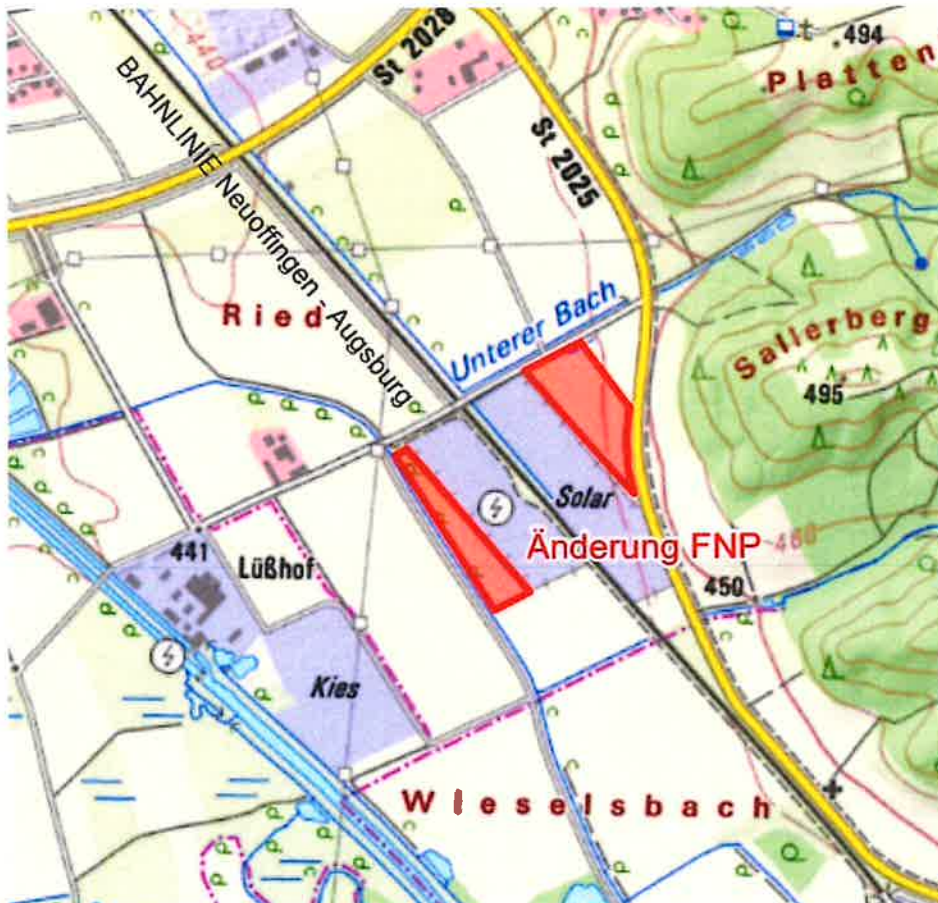 St 2028
440
494
Platten
BAHNLINIE Neuoffingen - Augsburg
St 2025
Ried
Unterer Bach
Sallerberg
495
Solar
Änderung FNP
460
441
Lüßhof
450
Kies
Wieselsbach